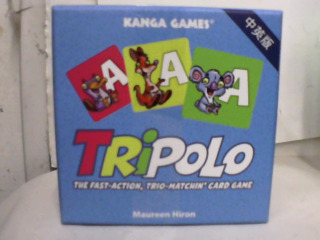 KANGA GAMES®
中英版
A A A
TRiPOLO
THE FAST-ACTION, TRIO-MATCHIN' CARD GAME
Maureen Hiron